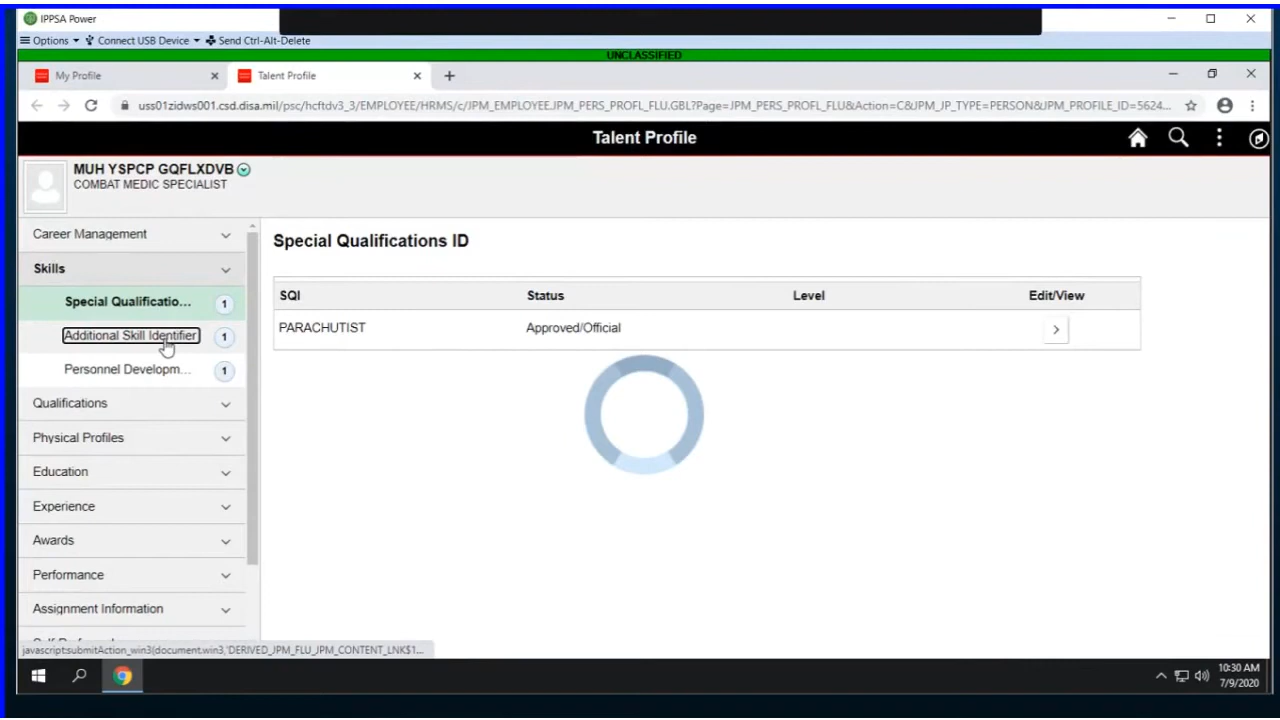 IPPSA Power
Options Connect USB Device Send Ctrl-Alt-Delete
UNCLASSIFIED
My Profile
Talent Profile
uss01zidws001.csd.disa.mil/psc/hcftdv3_3/EMPLOYEE/HRMS/c/JPM_EMPLOYEE.JPM_PERS_PROFL_FLU.GBL?Page=JPM_PERS_PROFL_FLU&Action=C&JPM_JP_TYPE=PERSON&JPM_PROFILE_ID=5624...
Talent Profile
MUH YSPCP GQFLXDVB
COMBAT MEDIC SPECIALIST
Career Management
Skills
Special Qualificatio... 1
Additional Skill Identifier 1
Personnel Developm... 1
Qualifications
Physical Profiles
Education
Experience
Awards
Performance
Assignment Information
Special Qualifications ID
SQI Status Level Edit/View
PARACHUTIST Approved/Official
javascript:submitAction_win3(document.win3,'DERIVED_JPM_FLU_JPM_CONTENT_LNK$1...
10:30 AM
7/9/2020